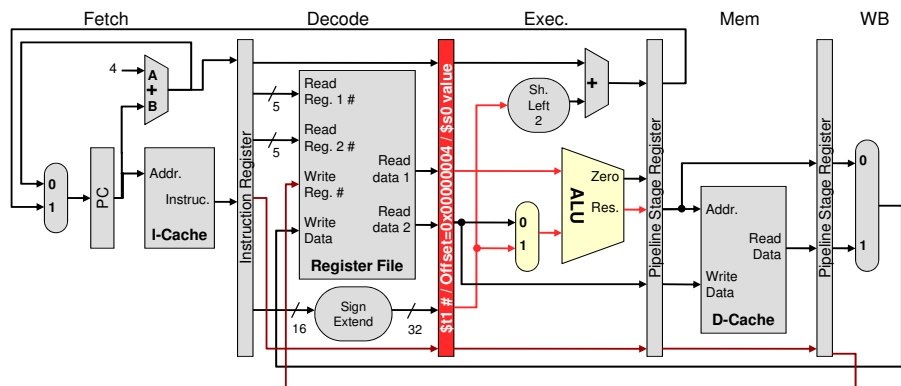 Fetch
Decode
Exec.
Mem
WB
4
A
+
B
0
1
PC
Addr.
Instruc.
I-Cache
Instruction Register
5
5
16
Read
Reg. 1 #
Read
Reg. 2 #
Write
Reg. #
Write
Data
Read
data 1
Read
data 2
Register File
Sign
Extend
32
$t1 # / Offset=0x00000004 / $s0 value
Sh.
Left
2
+
0
1
ALU
Zero
Res.
Pipeline Stage Register
Addr.
Read
Data
Write
Data
D-Cache
Pipeline Stage Register
0
1